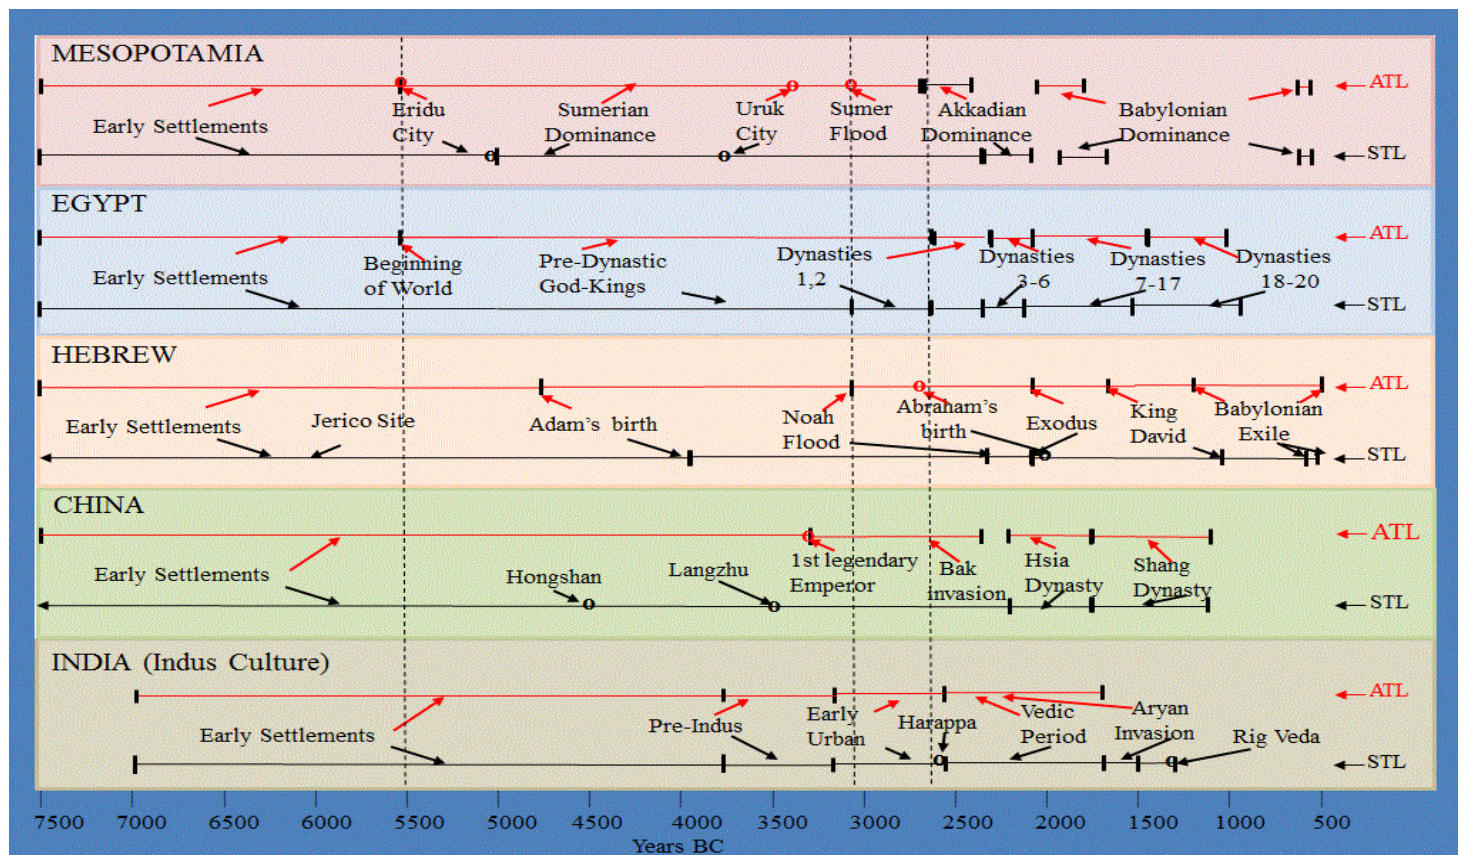 MESOPOTAMIA
ATL
Early Settlements
Eridu
City
Sumerian
Dominance
Uruk
City
Sumer
Flood
Akkadian
Dominance
Babylonian
Dominance
STL
EGYPT
ATL
Early Settlements
Beginning
of World
Pre-Dynastic
God-Kings
Dynasties
1,2
Dynasties
3-6
Dynasties
7-17
Dynasties
18-20
STL
HEBREW
ATL
Early Settlements
Jerico Site
Adam's birth
Noah
Flood
Abraham's
birth
Exodus
King
David
Babylonian
Exile
STL
CHINA
ATL
Early Settlements
Hongshan
Langzhu
1st legendary
Emperor
Bak
invasion
Hsia
Dynasty
Shang
Dynasty
STL
INDIA (Indus Culture)
ATL
Early Settlements
Pre-Indus
Early
Urban
Harappa
Vedic
Period
Aryan
Invasion
Rig Veda
STL
7500 7000 6500 6000 5500 5000 4500 4000 3500 3000 2500 2000 1500 1000 500
Years BC